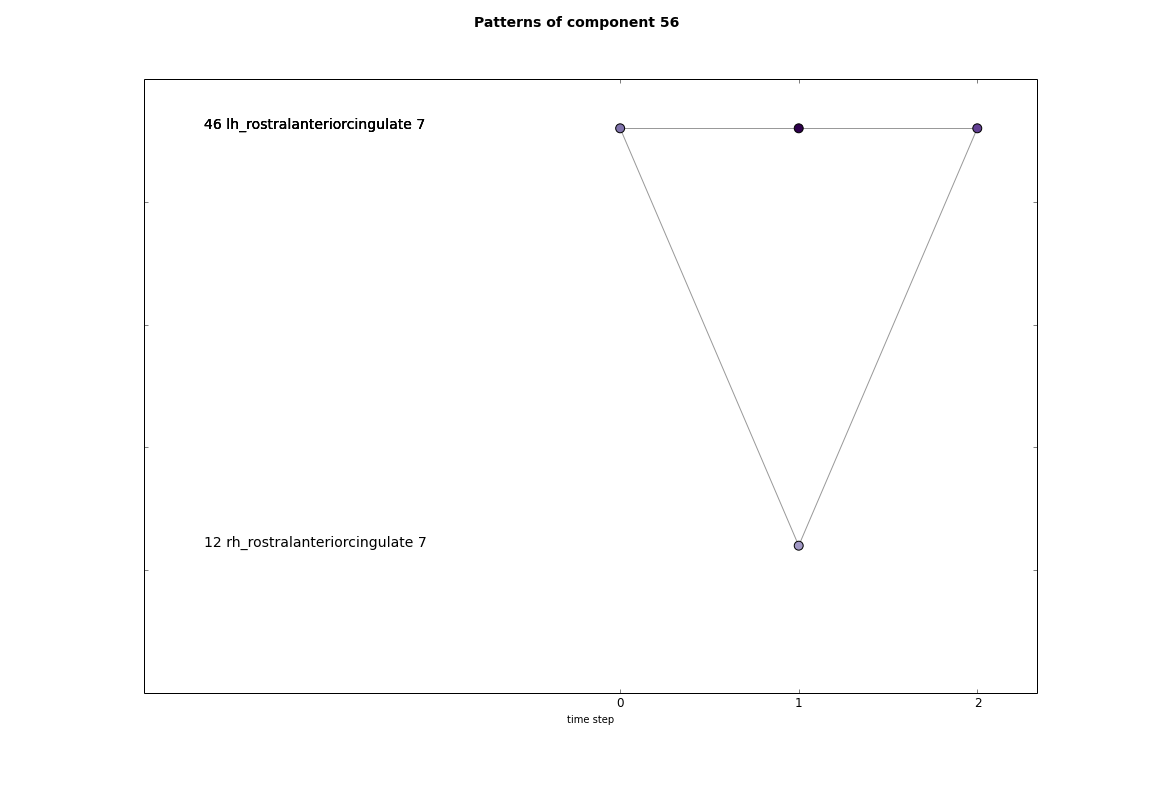 Patterns of component 56
46 lh_rostralanteriorcingulate 7
12 rh_rostralanteriorcingulate 7
0 1 2
time step